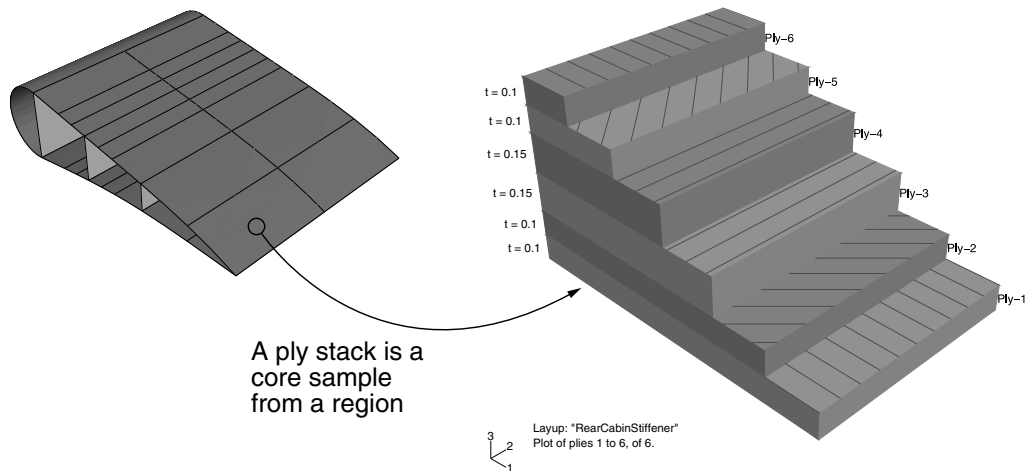 Ply-6
t = 0.1
Ply-5
t = 0.1
Ply-4
t = 0.15
Ply-3
t = 0.15
Ply-2
t = 0.1
t = 0.1
Ply-1
A ply stack is a
core sample
from a region
Layup: "RearCabinStiffener"
Plot of plies 1 to 6, of 6.
3
2
1